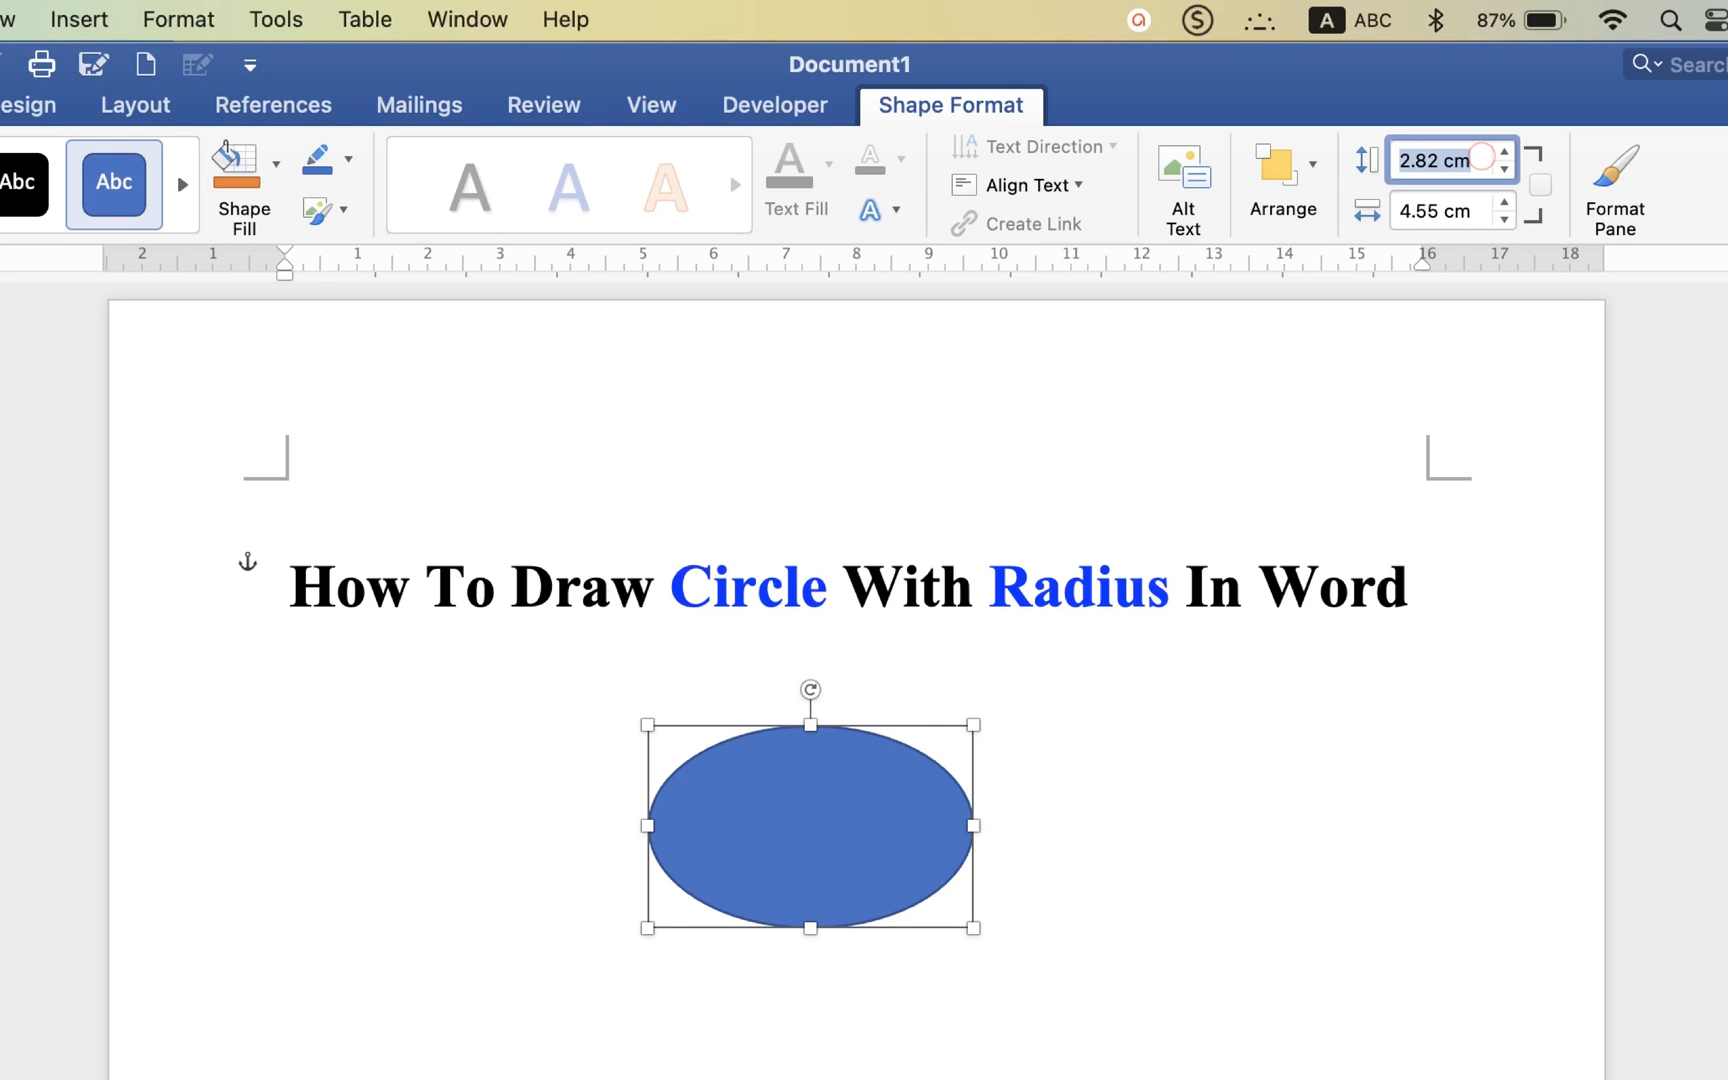 w Insert Format Tools Table Window Help A ABC 87%
Document1 Searc
esign Layout References Mailings Review View Developer Shape Format
Abc Abc Shape Fill A A A A Text Fill A A Text Direction Align Text Create Link Alt Text Arrange 2.82 cm 4.55 cm Format Pane
2 1 1 2 3 4 5 6 7 8 9 10 11 12 13 14 15 16 17 18
How To Draw Circle With Radius In Word